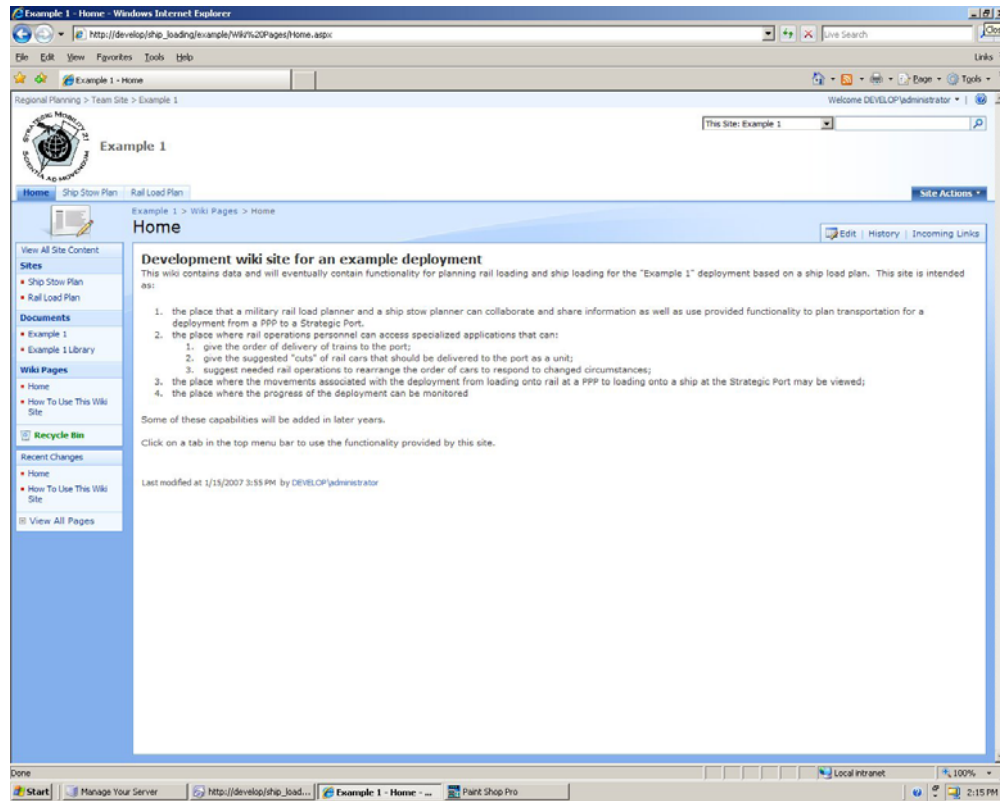 Example 1 - Home - Windows Internet Explorer
http://develop/ship_loading/example/Wiki%20Pages/Home.aspx
Live Search
File Edit View Favorites Tools Help
Links
Example 1 - Home
Page Tools
Regional Planning > Team Site > Example 1
Welcome DEVELOP\administrator
STRATEGIC MOBILITY 21
SCIENTIA AD MOVENDUM
Example 1
This Site: Example 1
Home Ship Stow Plan Rail Load Plan
Site Actions
Example 1 > Wiki Pages > Home
Home
Edit | History | Incoming Links
View All Site Content
Sites
Ship Stow Plan
Rail Load Plan
Documents
Example 1
Example 1 Library
Wiki Pages
Home
How To Use This Wiki
Site
Recycle Bin
Recent Changes
Home
How To Use This Wiki
Site
View All Pages
Development wiki site for an example deployment
This wiki contains data and will eventually contain functionality for planning rail loading and ship loading for the "Example 1" deployment based on a ship load plan. This site is intended
as:
1. the place that a military rail load planner and a ship stow planner can collaborate and share information as well as use provided functionality to plan transportation for a
deployment from a PPP to a Strategic Port.
2. the place where rail operations personnel can access specialized applications that can:
1. give the order of delivery of trains to the port;
2. give the suggested "cuts" of rail cars that should be delivered to the port as a unit;
3. suggest needed rail operations to rearrange the order of cars to respond to changed circumstances;
3. the place where the movements associated with the deployment from loading onto rail at a PPP to loading onto a ship at the Strategic Port may be viewed;
4. the place where the progress of the deployment can be monitored
Some of these capabilities will be added in later years.
Click on a tab in the top menu bar to use the functionality provided by this site.
Last modified at 1/15/2007 3:55 PM by DEVELOP\administrator
Done
Local intranet
100%
Start
Manage Your Server
http://develop/ship_load...
Example 1 - Home - ...
Paint Shop Pro
2:15 PM